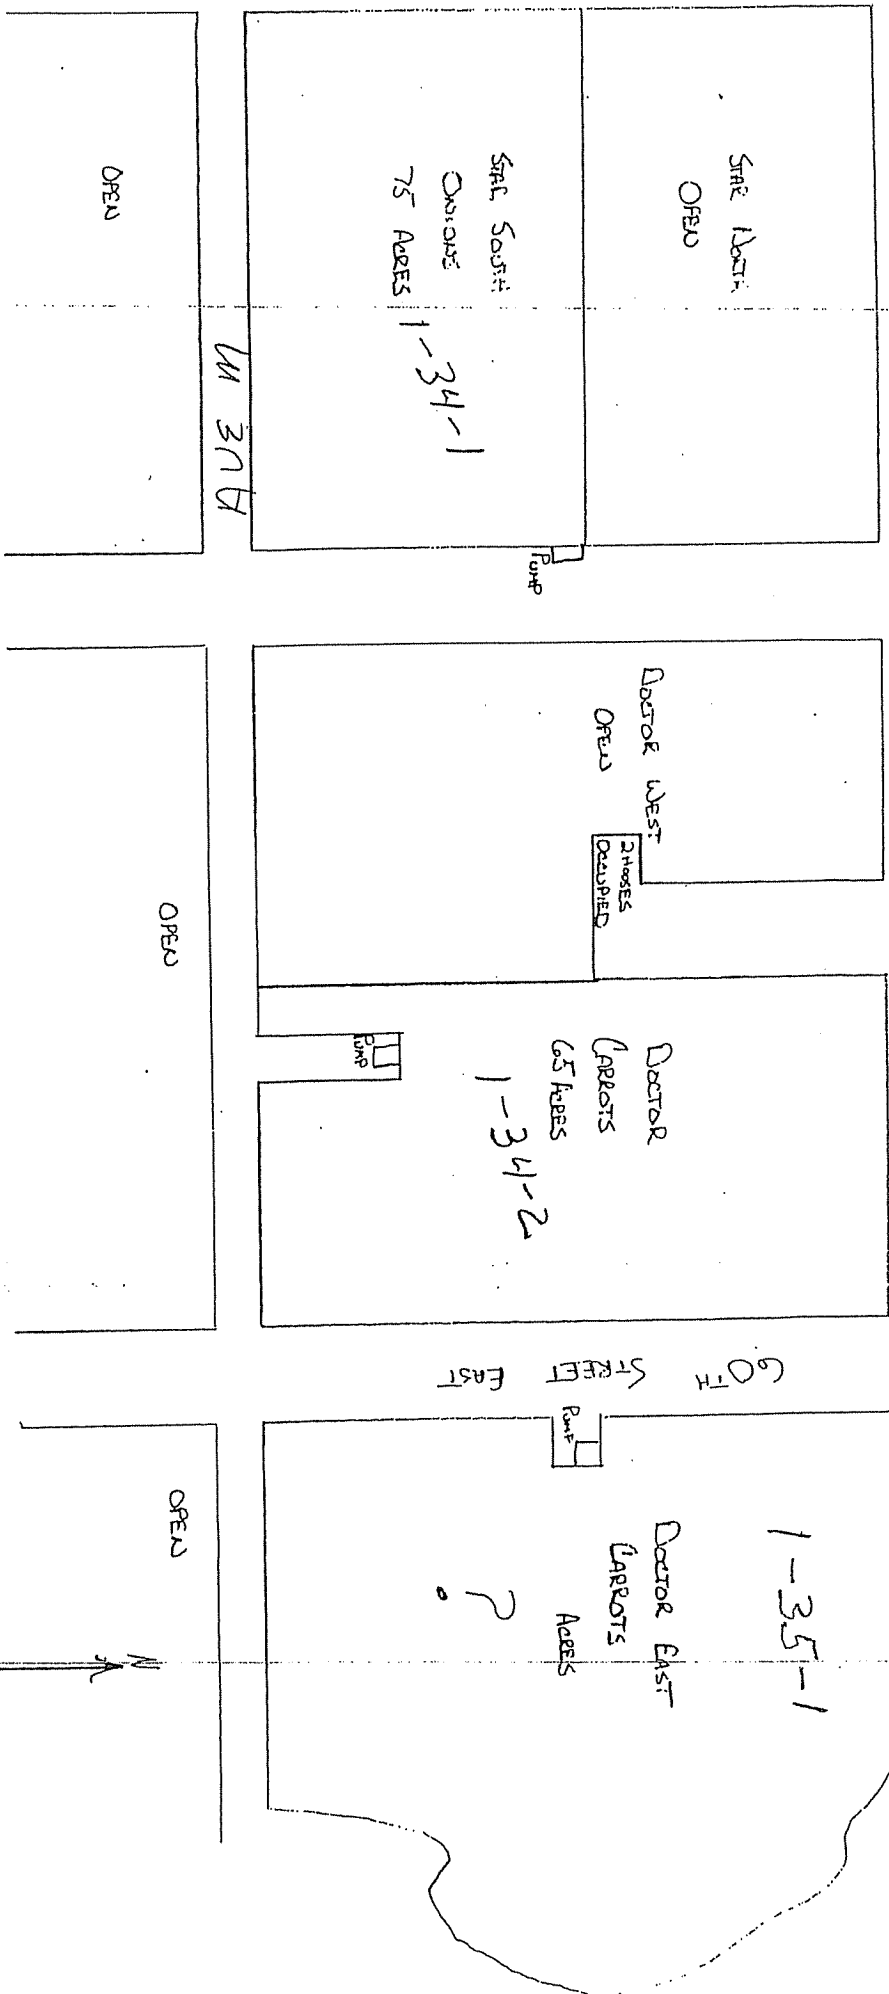 STAR NORTH
OPEN
STAR SOUTH
ONIONS
75 ACRES
1-34-1
PUMP
AVE M
OPEN
DOCTOR WEST
OPEN
2 HOUSES
OCCUPIED
DOCTOR
CARROTS
65 ACRES
1-34-2
PUMP
OPEN
60TH STREET EAST
PUMP
1-35-1
DOCTOR EAST
CARROTS
ACRES
?
OPEN
N